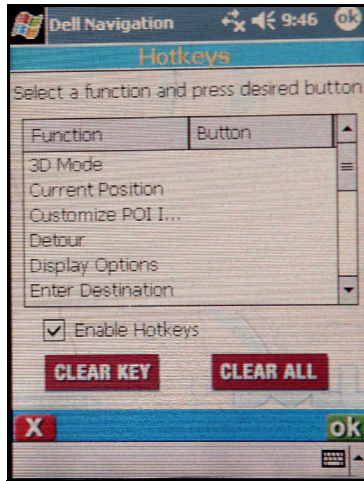 Dell Navigation 9:46 ok
Hotkeys
Select a function and press desired button
Function Button
3D Mode
Current Position
Customize POI I...
Detour
Display Options
Enter Destination
Enable Hotkeys
CLEAR KEY CLEAR ALL
X ok